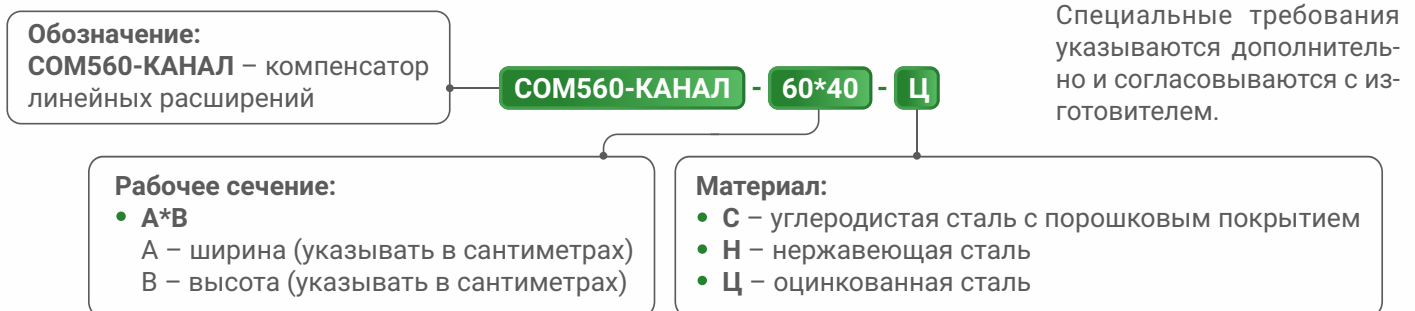 Обозначение:
СОМ560-КАНАЛ – компенсатор
линейных расширений
СОМ560-КАНАЛ - 60*40 - Ц
Специальные требования
указываются дополнитель-
но и согласовываются с из-
готовителем.
Рабочее сечение:
• А*В
А – ширина (указывать в сантиметрах)
В – высота (указывать в сантиметрах)
Материал:
• С – углеродистая сталь с порошковым покрытием
• Н – нержавеющая сталь
• Ц – оцинкованная сталь